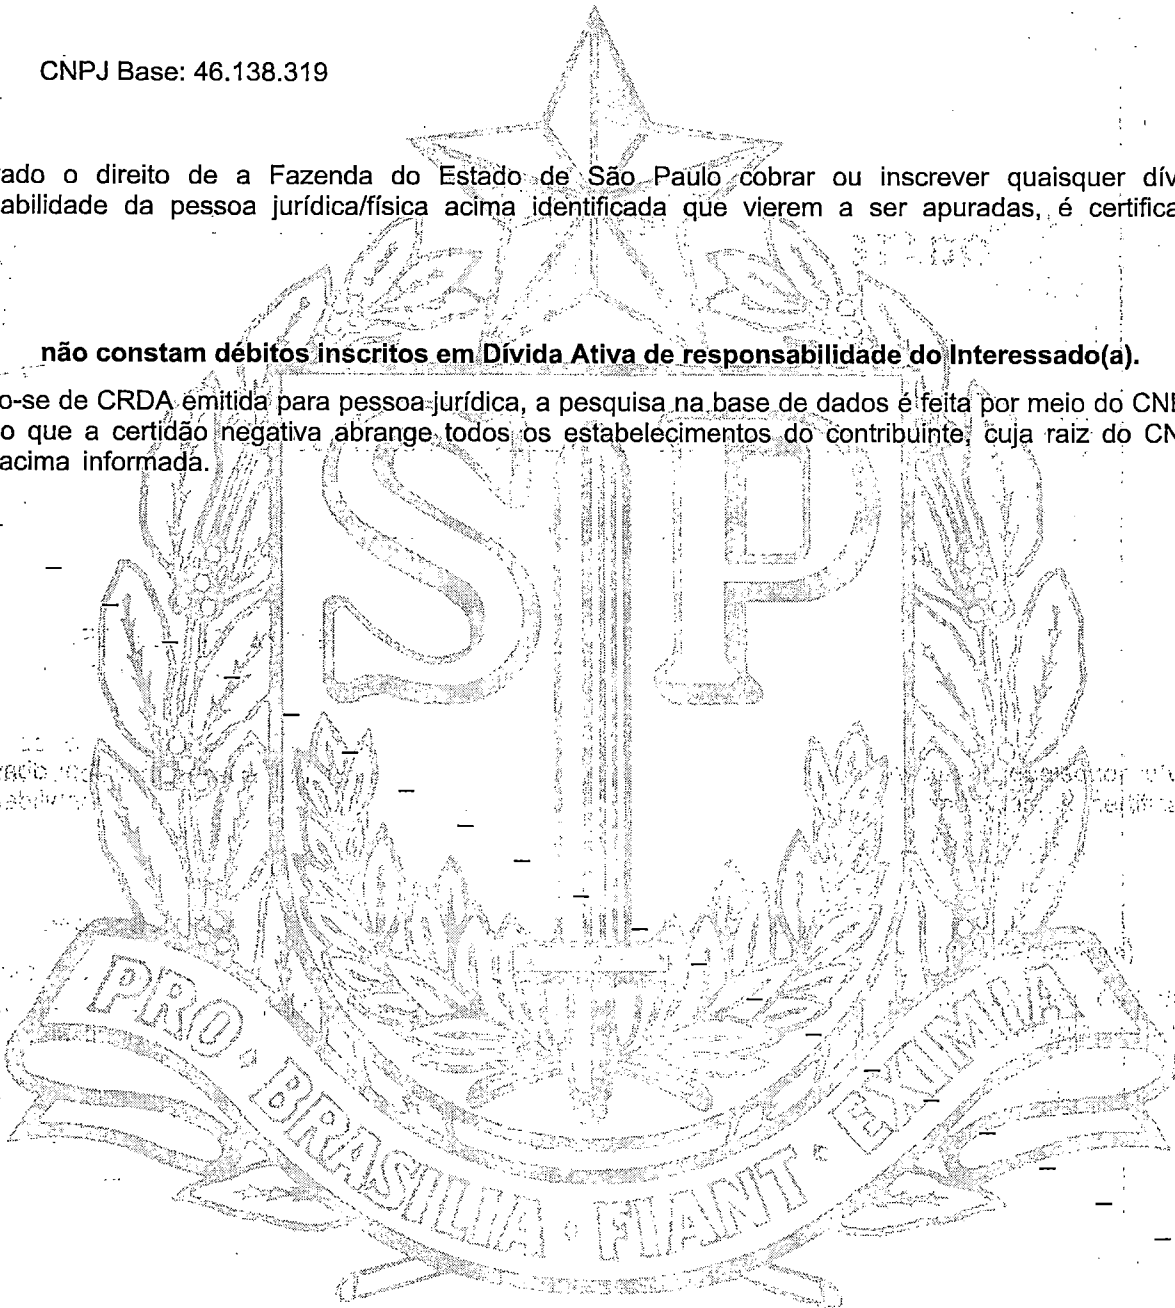 CNPJ Base: 46.138.319
vado o direito de a Fazenda do Estado de São Paulo cobrar ou inscrever quaisquer dív
abilidade da pessoa jurídica/física acima identificada que vierem a ser apuradas, é certifica
não constam débitos inscritos em Dívida Ativa de responsabilidade do Interessado(a).
o-se de CRDA emitida para pessoa jurídica, a pesquisa na base de dados é feita por meio do CN
o que a certidão negativa abrange todos os estabelecimentos do contribuinte, cuja raiz do CN
acima informada.
SP
PRO · BRASILIA · FIANT · EXIMIA